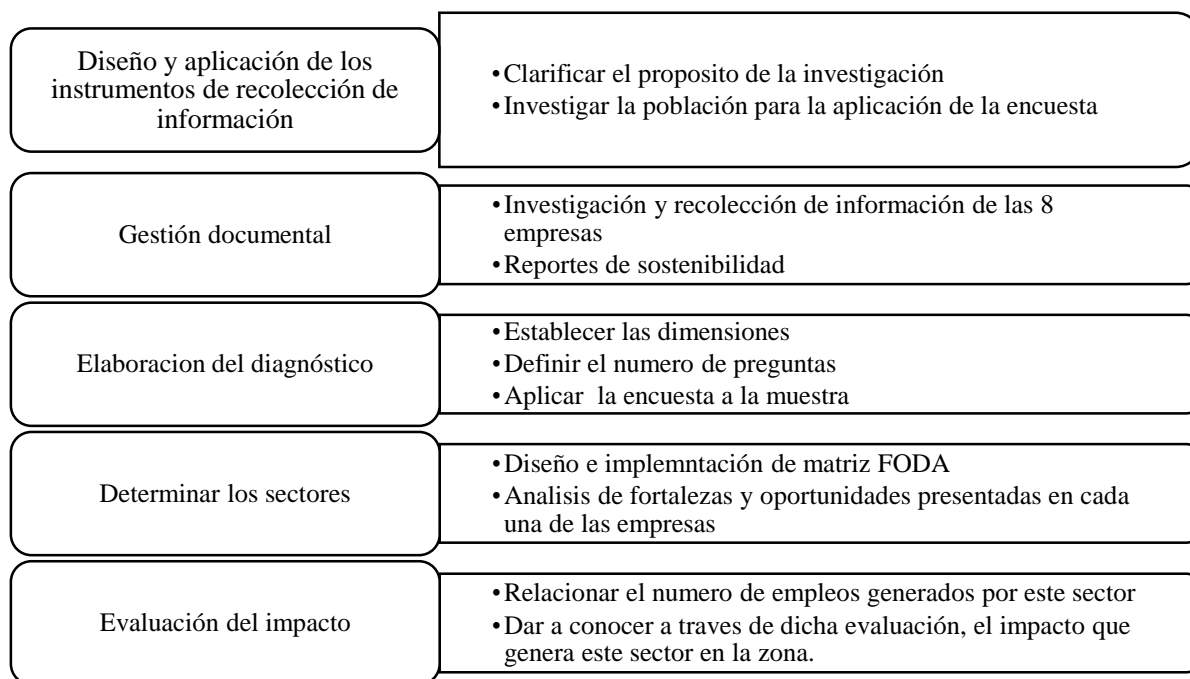 Diseño y aplicación de los
instrumentos de recolección de
información
•Clarificar el proposito de la investigación
•Investigar la población para la aplicación de la encuesta
Gestión documental
•Investigación y recolección de información de las 8
empresas
•Reportes de sostenibilidad
Elaboracion del diagnóstico
•Establecer las dimensiones
•Definir el numero de preguntas
•Aplicar la encuesta a la muestra
Determinar los sectores
•Diseño e implemntación de matriz FODA
•Analisis de fortalezas y oportunidades presentadas en cada
una de las empresas
Evaluación del impacto
•Relacionar el numero de empleos generados por este sector
•Dar a conocer a traves de dicha evaluación, el impacto que
genera este sector en la zona.